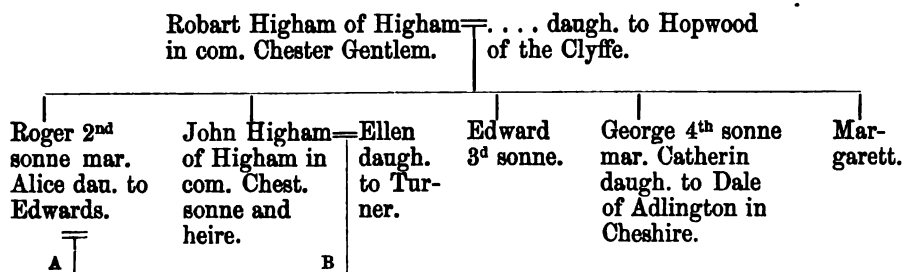 Robart Higham of Higham=. . . . daugh. to Hopwood
in com. Chester Gentlem. of the Clyffe.
Roger 2nd
sonne mar.
Alice dau. to
Edwards.
A
John Higham=Ellen
of Higham in
com. Chest.
sonne and
heire.
daugh.
to Tur-
ner.
B
Edward
3d sonne.
George 4th sonne
mar. Catherin
daugh. to Dale
of Adlington in
Cheshire.
Mar-
garett.